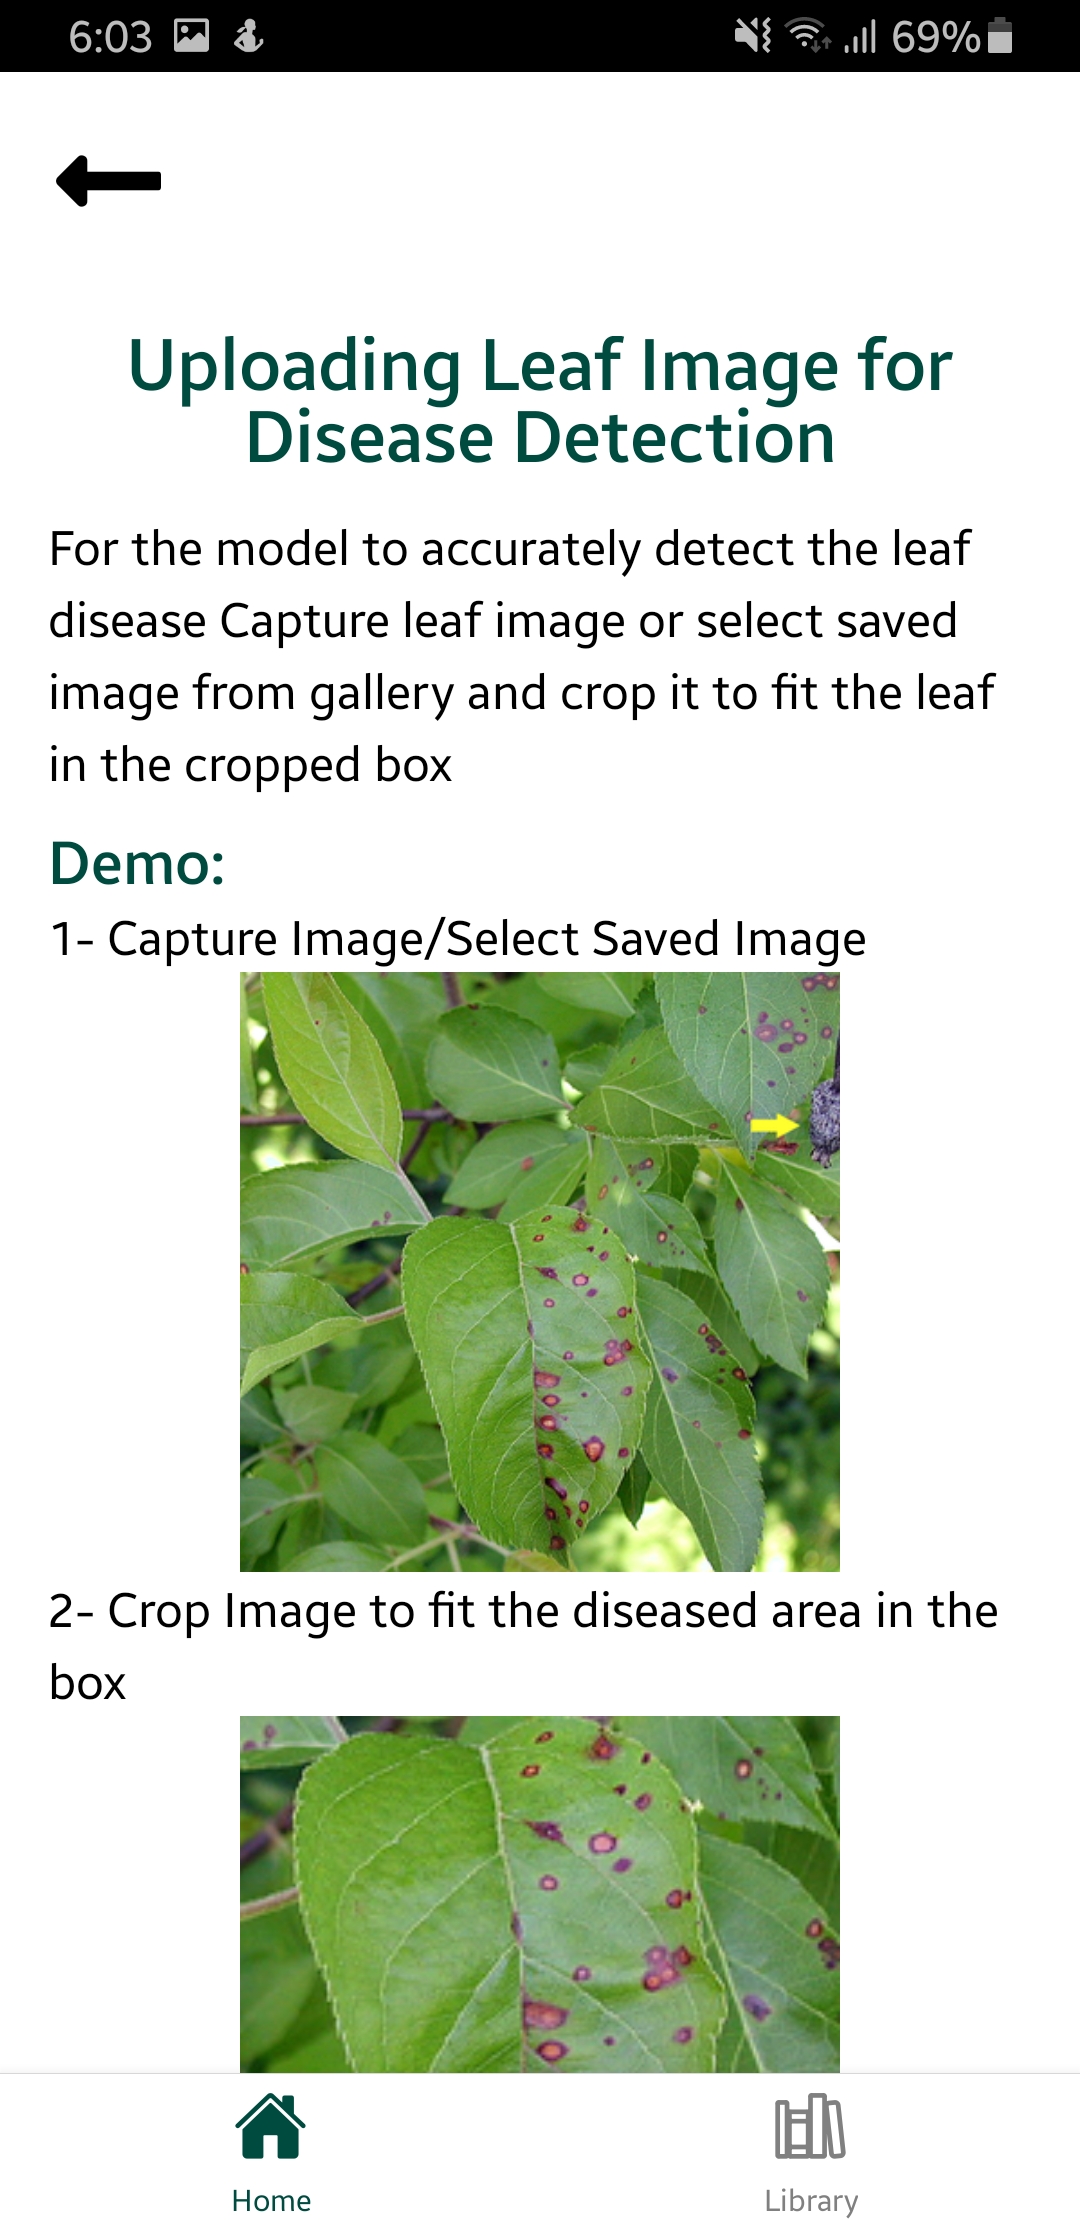 6:03
69%
Uploading Leaf Image for
Disease Detection
For the model to accurately detect the leaf
disease Capture leaf image or select saved
image from gallery and crop it to fit the leaf
in the cropped box
Demo:
1- Capture Image/Select Saved Image
2- Crop Image to fit the diseased area in the
box
Home
Library